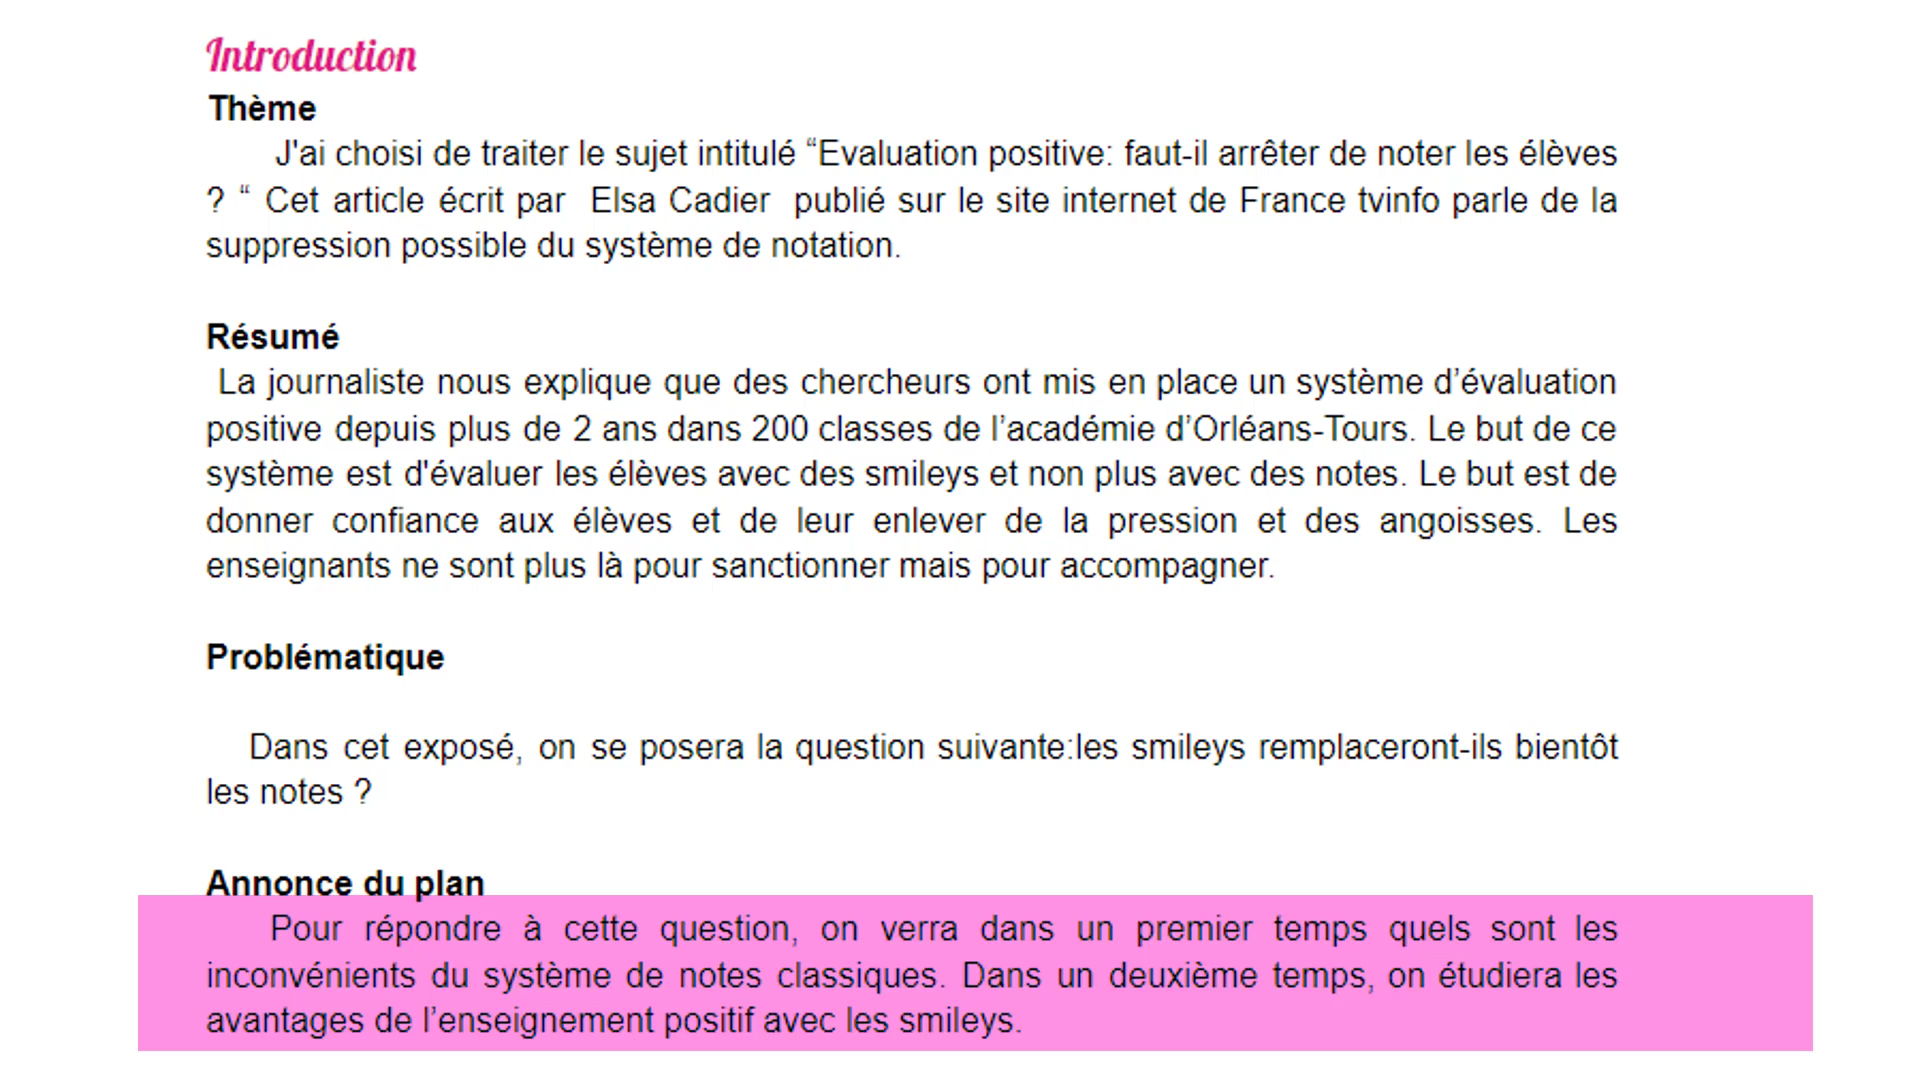 Introduction
Thème
J'ai choisi de traiter le sujet intitulé “Evaluation positive: faut-il arrêter de noter les élèves
? “ Cet article écrit par Elsa Cadier publié sur le site internet de France tvinfo parle de la
suppression possible du système de notation.
Résumé
La journaliste nous explique que des chercheurs ont mis en place un système d’évaluation
positive depuis plus de 2 ans dans 200 classes de l’académie d’Orléans-Tours. Le but de ce
système est d'évaluer les élèves avec des smileys et non plus avec des notes. Le but est de
donner confiance aux élèves et de leur enlever de la pression et des angoisses. Les
enseignants ne sont plus là pour sanctionner mais pour accompagner.
Problématique
Dans cet exposé, on se posera la question suivante:les smileys remplaceront-ils bientôt
les notes ?
Annonce du plan
Pour répondre à cette question, on verra dans un premier temps quels sont les
inconvénients du système de notes classiques. Dans un deuxième temps, on étudiera les
avantages de l’enseignement positif avec les smileys.